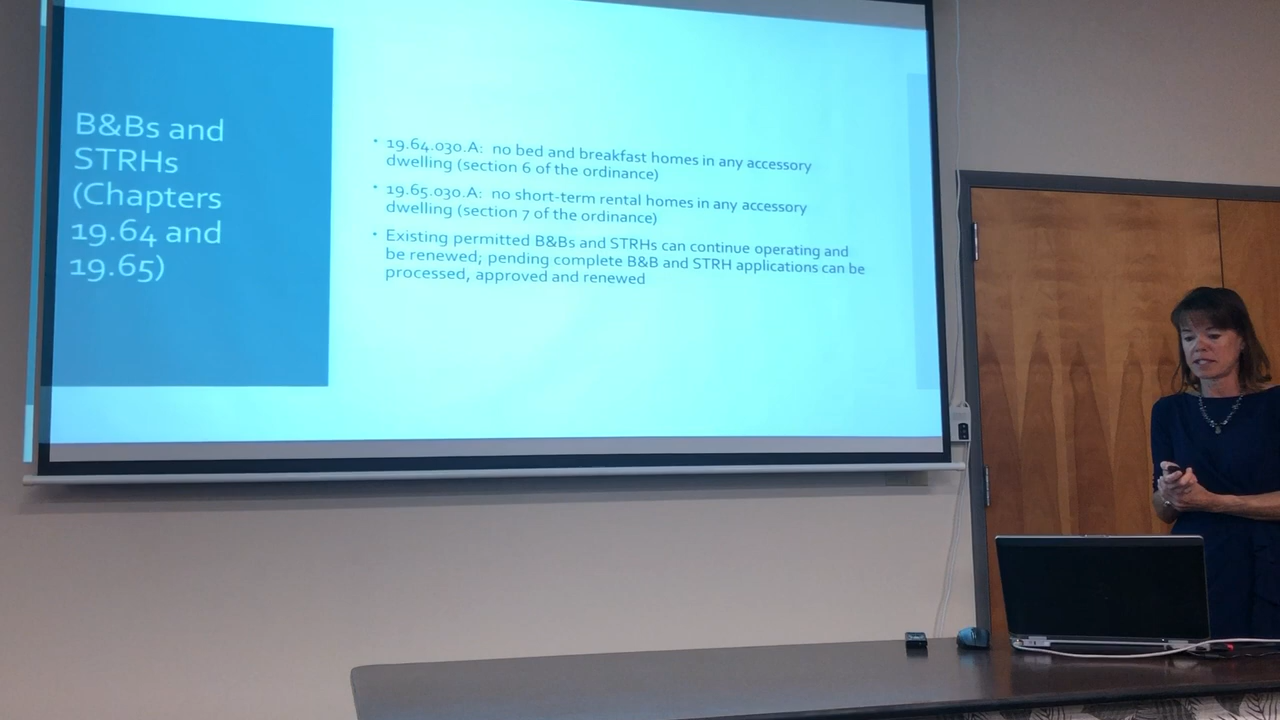 B&Bs and
STRHs
(Chapters
19.64 and
19.65)
• 19.64.030.A: no bed and breakfast homes in any accessory
dwelling (section 6 of the ordinance)
• 19.65.030.A: no short-term rental homes in any accessory
dwelling (section 7 of the ordinance)
• Existing permitted B&Bs and STRHs can continue operating and
be renewed; pending complete B&B and STRH applications can be
processed, approved and renewed